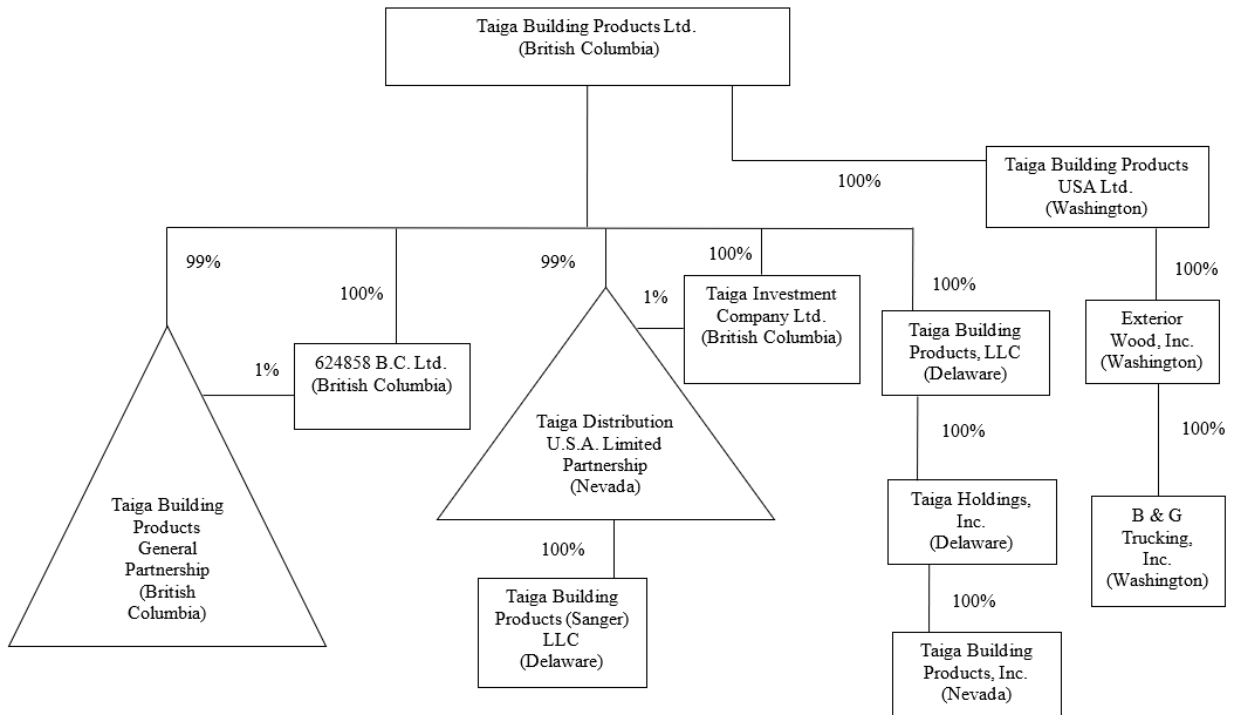 Taiga Building Products Ltd.
(British Columbia)
100%
Taiga Building Products
USA Ltd.
(Washington)
99%
100%
99%
100%
100%
100%
1%
Taiga Investment
Company Ltd.
(British Columbia)
Taiga Building
Products, LLC
(Delaware)
Exterior
Wood, Inc.
(Washington)
1%
624858 B.C. Ltd.
(British Columbia)
Taiga Distribution
U.S.A. Limited
Partnership
(Nevada)
100%
100%
Taiga Building
Products
General
Partnership
(British
Columbia)
Taiga Holdings,
Inc.
(Delaware)
B & G
Trucking,
Inc.
(Washington)
100%
Taiga Building
Products (Sanger)
LLC
(Delaware)
100%
Taiga Building
Products, Inc.
(Nevada)